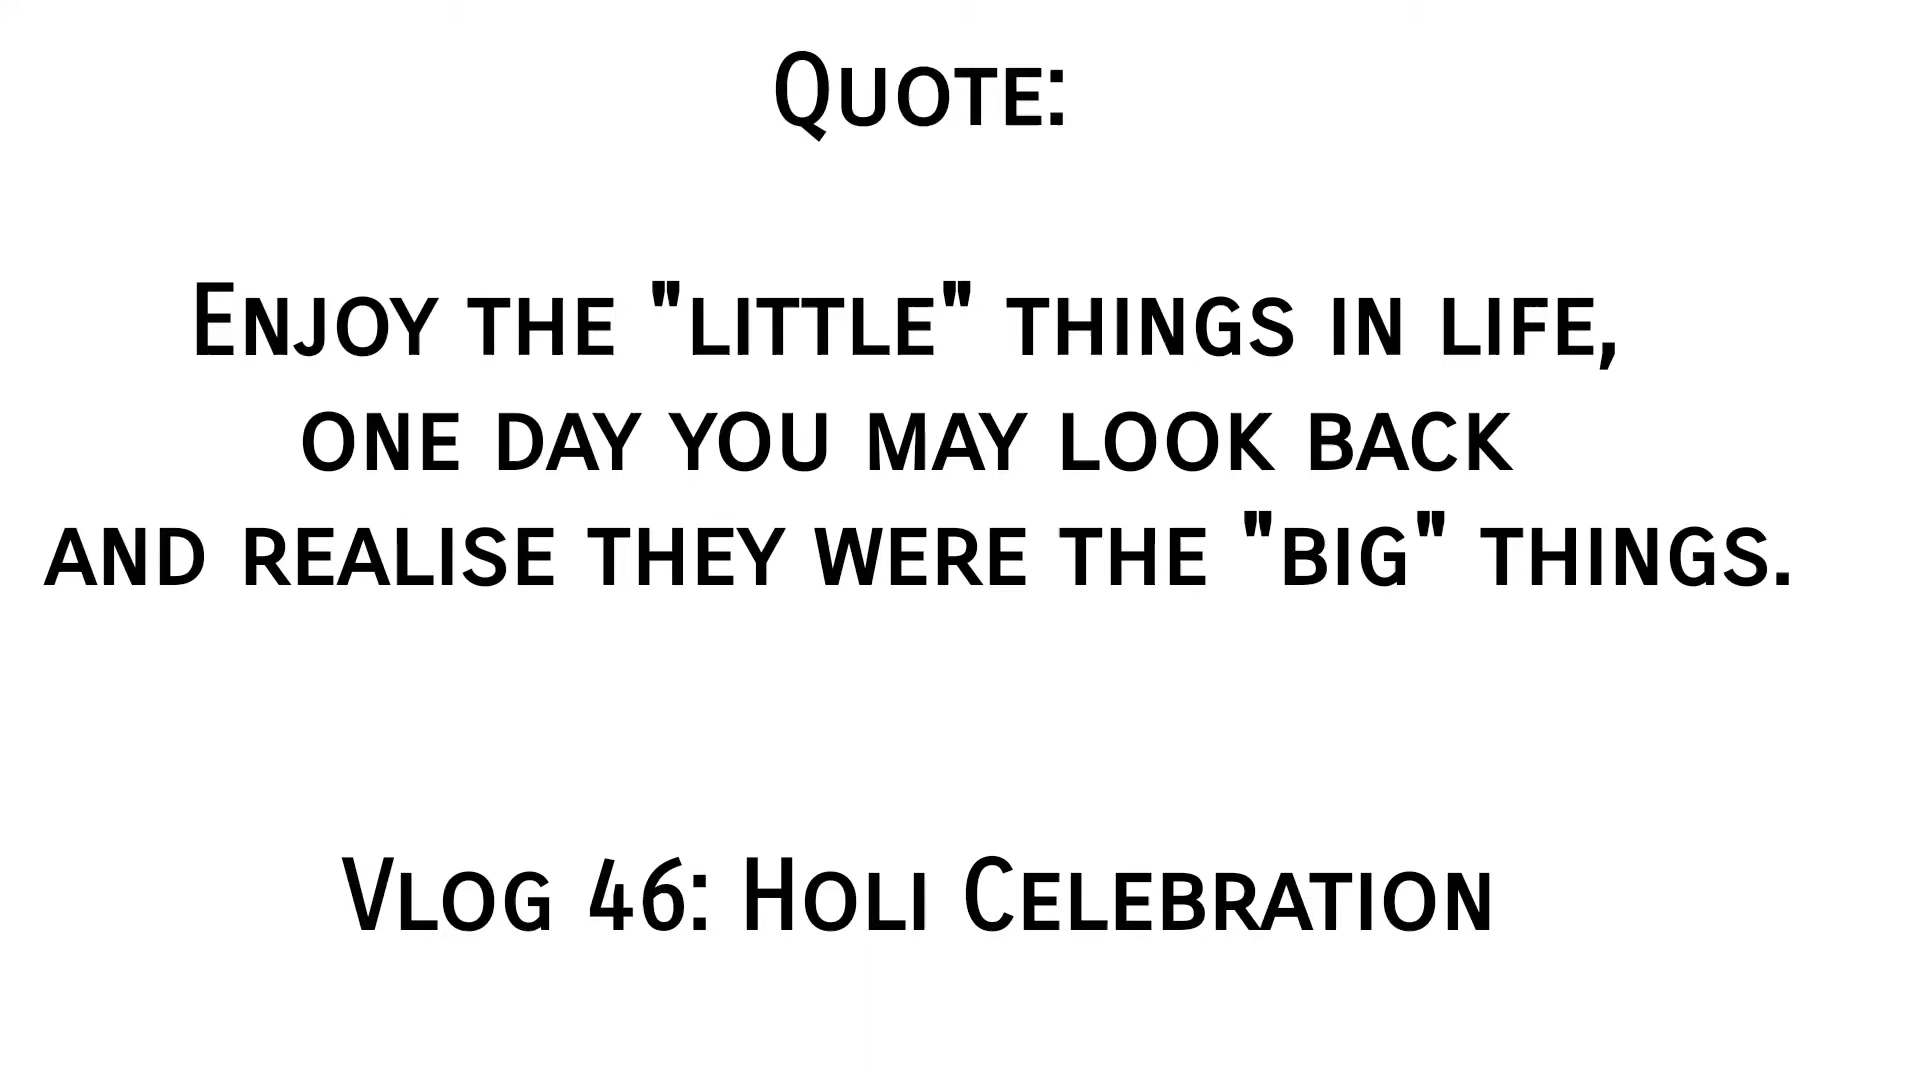 Quote:
Enjoy the "little" things in life,
one day you may look back
and realise they were the "big" things.
Vlog 46: Holi Celebration